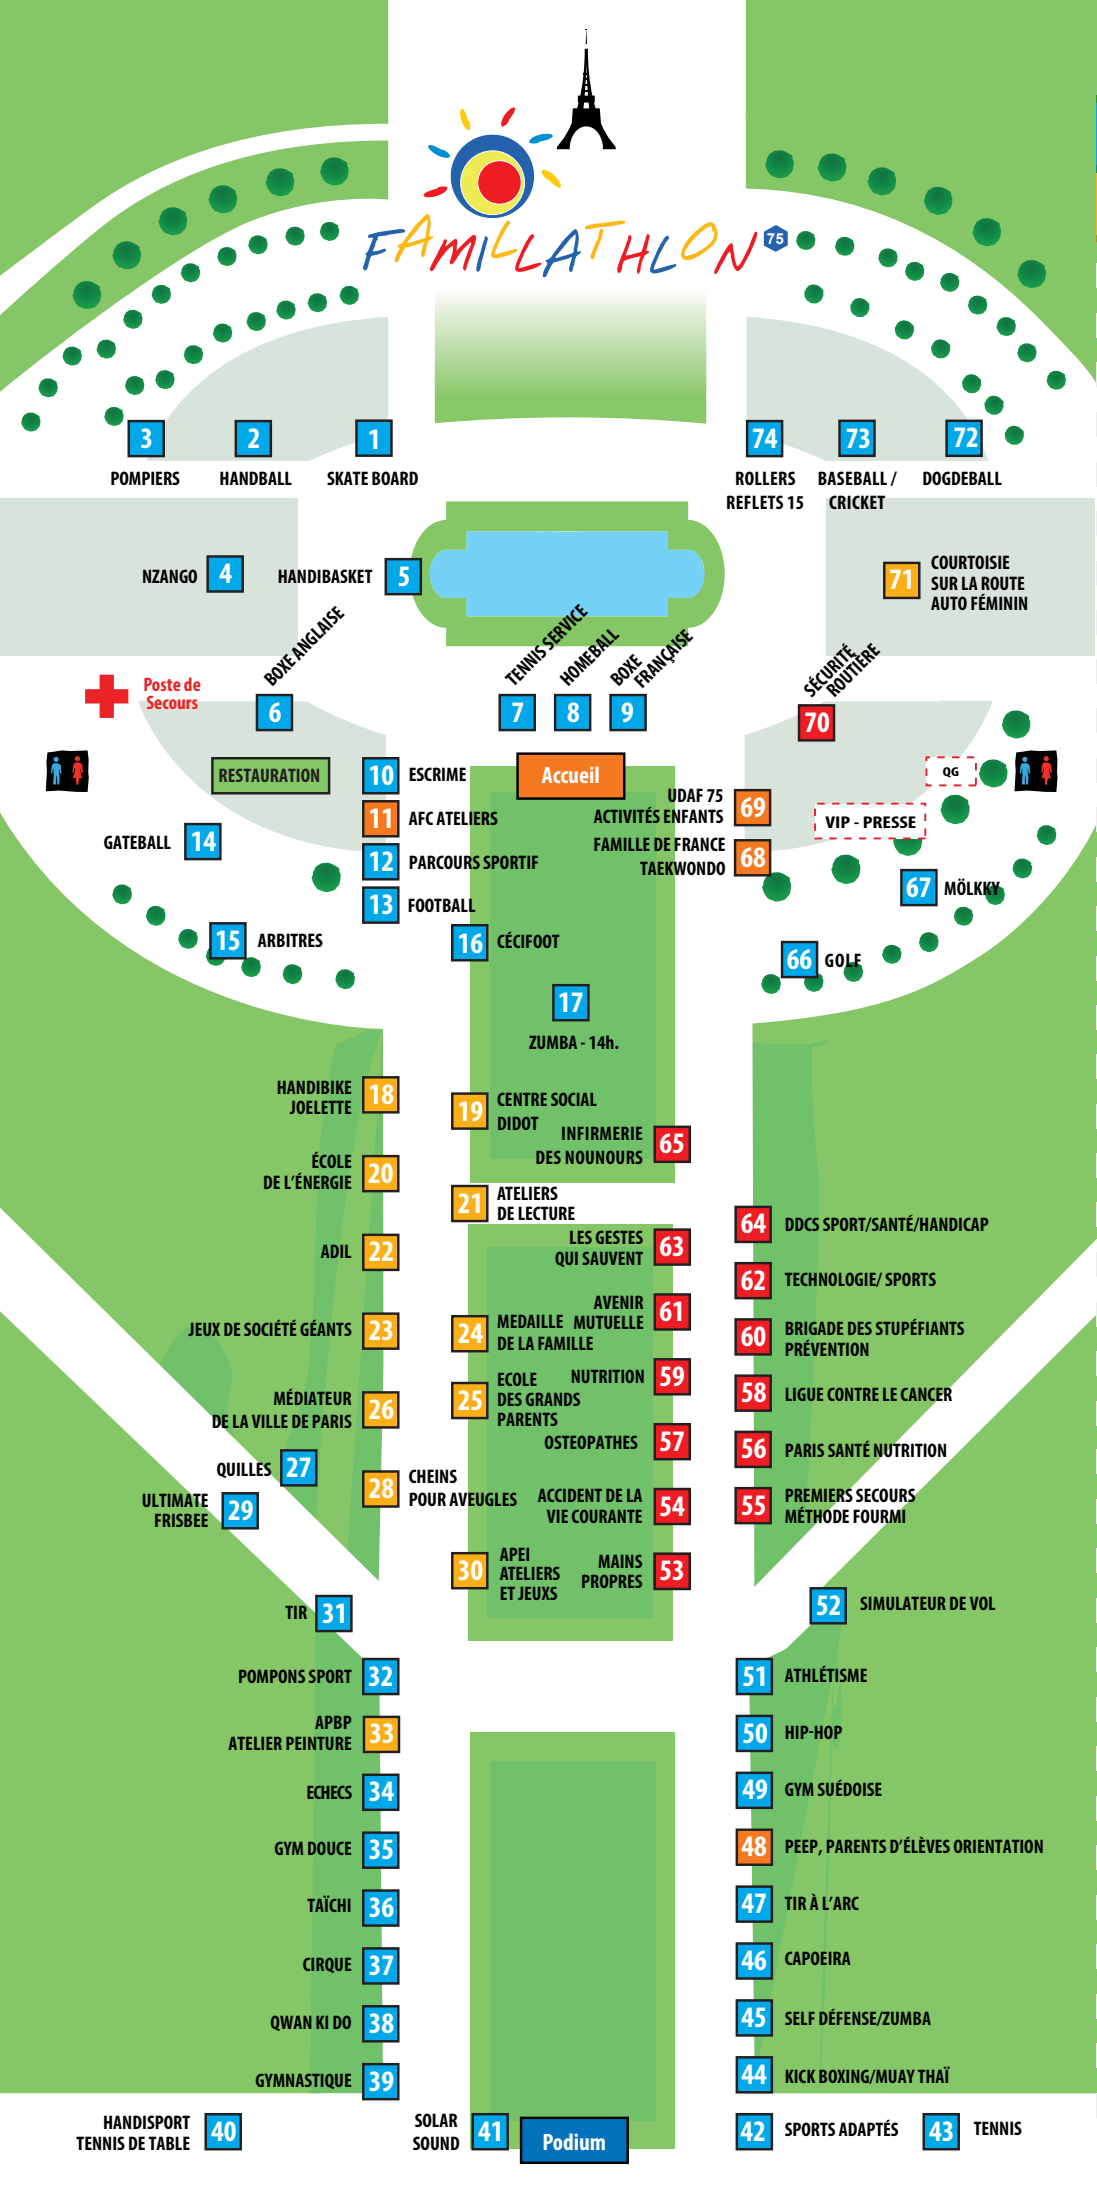 FAMILLATHLON 75
3
2
1
74
73
72
POMPIERS
HANDBALL
SKATE BOARD
ROLLERS
REFLETS 15
BASEBALL /
CRICKET
DOGDEBALL
NZANGO 4
HANDIBASKET 5
71
COURTOISIE
SUR LA ROUTE
AUTO FÉMININ
BOXE ANGLAISE
6
TENNIS SERVICE
7
HOMEBALL
8
BOXE
FRANÇAISE
9
SÉCURITÉ
ROUTIÈRE
70
Poste de
Secours
RESTAURATION
10 ESCRIME
Accueil
QG
11 AFC ATELIERS
UDAF 75
ACTIVITÉS ENFANTS
69
VIP - PRESSE
GATEBALL 14
12 PARCOURS SPORTIF
FAMILLE DE FRANCE
TAEKWONDO
68
67 MÖLKKY
13 FOOTBALL
15 ARBITRES
16 CÉCIFOOT
66 GOLF
17
ZUMBA - 14h.
HANDIBIKE
JOELETTE
18
19
CENTRE SOCIAL
DIDOT
INFIRMERIE
DES NOUNOURS
65
ÉCOLE
DE L'ÉNERGIE
20
21
ATELIERS
DE LECTURE
64 DDCS SPORT/SANTÉ/HANDICAP
ADIL 22
LES GESTES
QUI SAUVENT
63
62 TECHNOLOGIE/ SPORTS
JEUX DE SOCIÉTÉ GÉANTS 23
24
MEDAILLE
DE LA FAMILLE
AVENIR
MUTUELLE
61
60
BRIGADE DES STUPÉFIANTS
PRÉVENTION
25
ECOLE
DES GRANDS
PARENTS
NUTRITION 59
58 LIGUE CONTRE LE CANCER
MÉDIATEUR
DE LA VILLE DE PARIS
26
OSTEOPATHES 57
56 PARIS SANTÉ NUTRITION
QUILLES 27
28
CHEINS
POUR AVEUGLES
ULTIMATE
FRISBEE
29
ACCIDENT DE LA
VIE COURANTE
54
55
PREMIERS SECOURS
MÉTHODE FOURMI
30
APEI
ATELIERS
ET JEUXS
MAINS
PROPRES
53
TIR 31
52 SIMULATEUR DE VOL
POMPONS SPORT 32
51 ATHLÉTISME
APBP
ATELIER PEINTURE
33
50 HIP-HOP
ECHECS 34
49 GYM SUÉDOISE
GYM DOUCE 35
48 PEEP, PARENTS D'ÉLÈVES ORIENTATION
TAÏCHI 36
47 TIR À L'ARC
CIRQUE 37
46 CAPOEIRA
QWAN KI DO 38
45 SELF DÉFENSE/ZUMBA
GYMNASTIQUE 39
44 KICK BOXING/MUAY THAÏ
HANDISPORT
TENNIS DE TABLE
40
SOLAR
SOUND
41
Podium
42 SPORTS ADAPTÉS
43 TENNIS